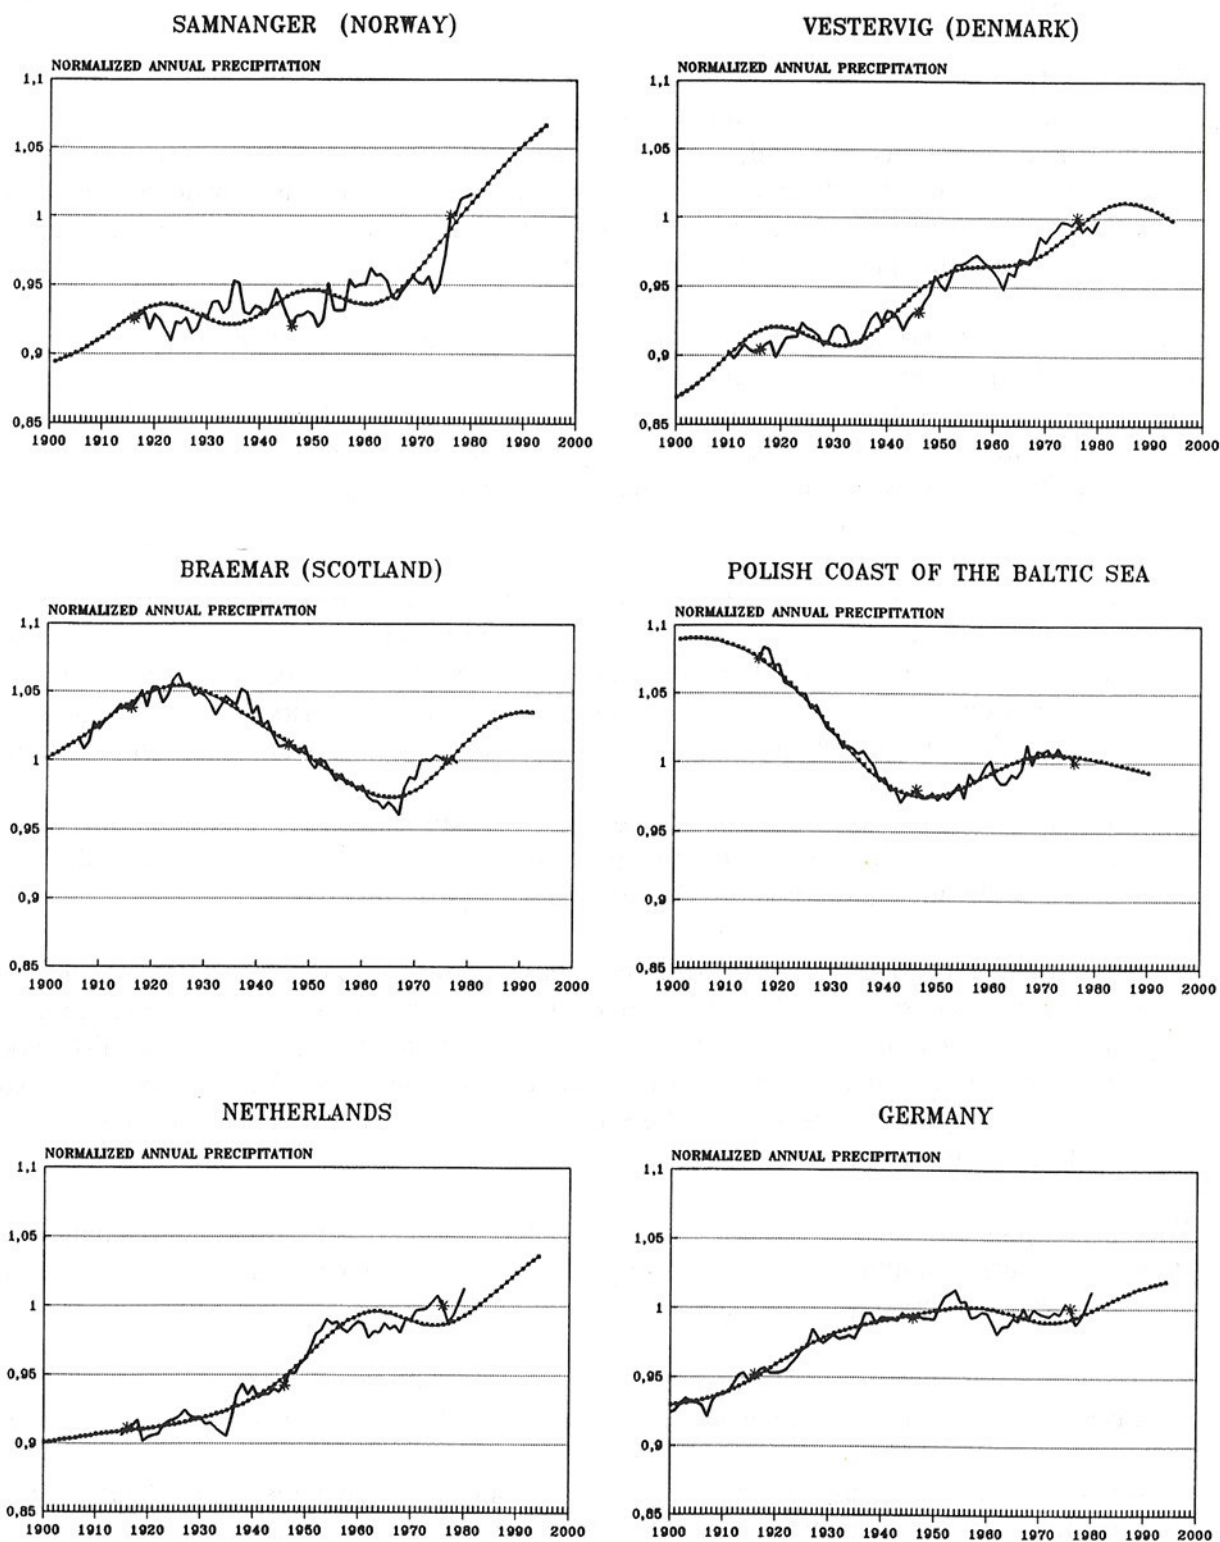 SAMNANGER (NORWAY)
NORMALIZED ANNUAL PRECIPITATION
1,1
1,05
1
0,95
0,9
0,85
1900 1910 1920 1930 1940 1950 1960 1970 1980 1990 2000
VESTERVIG (DENMARK)
NORMALIZED ANNUAL PRECIPITATION
1,1
1,05
1
0,95
0,9
0,85
1900 1910 1920 1930 1940 1950 1960 1970 1980 1990 2000
BRAEMAR (SCOTLAND)
NORMALIZED ANNUAL PRECIPITATION
1,1
1,05
1
0,95
0,9
0,85
1900 1910 1920 1930 1940 1950 1960 1970 1980 1990 2000
POLISH COAST OF THE BALTIC SEA
NORMALIZED ANNUAL PRECIPITATION
1,1
1,05
1
0,95
0,9
0,85
1900 1910 1920 1930 1940 1950 1960 1970 1980 1990 2000
NETHERLANDS
NORMALIZED ANNUAL PRECIPITATION
1,1
1,05
1
0,95
0,9
0,85
1900 1910 1920 1930 1940 1950 1960 1970 1980 1990 2000
GERMANY
NORMALIZED ANNUAL PRECIPITATION
1,1
1,05
1
0,95
0,9
0,85
1900 1910 1920 1930 1940 1950 1960 1970 1980 1990 2000